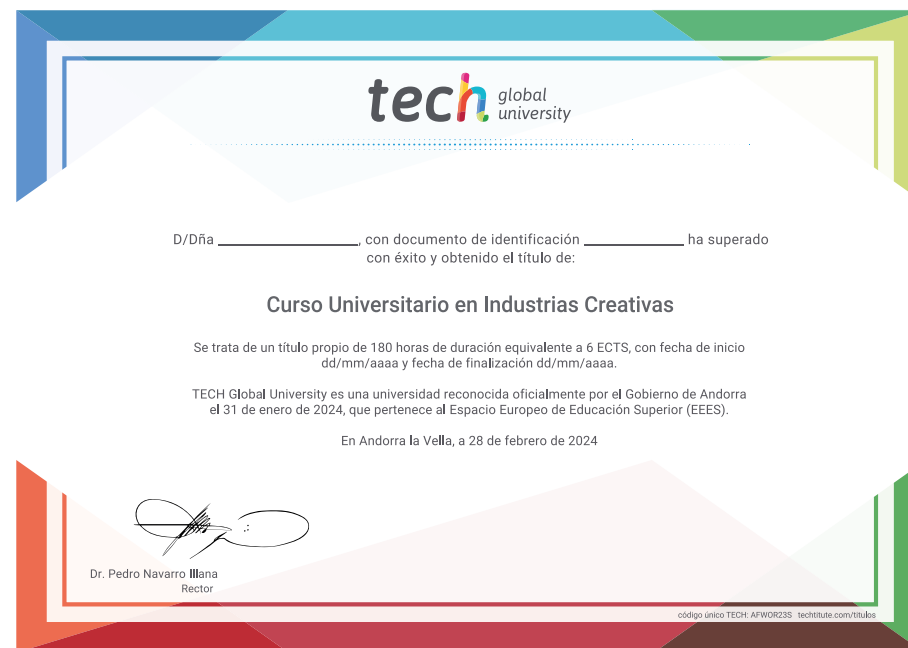 tech global university
D/Dña ____________, con documento de identificación ____________ ha superado
con éxito y obtenido el título de:
Curso Universitario en Industrias Creativas
Se trata de un título propio de 180 horas de duración equivalente a 6 ECTS, con fecha de inicio
dd/mm/aaaa y fecha de finalización dd/mm/aaaa.
TECH Global University es una universidad reconocida oficialmente por el Gobierno de Andorra
el 31 de enero de 2024, que pertenece al Espacio Europeo de Educación Superior (EEES).
En Andorra la Vella, a 28 de febrero de 2024
Dr. Pedro Navarro Illana
Rector
código único TECH: AFWOR23S techtitute.com/titulos